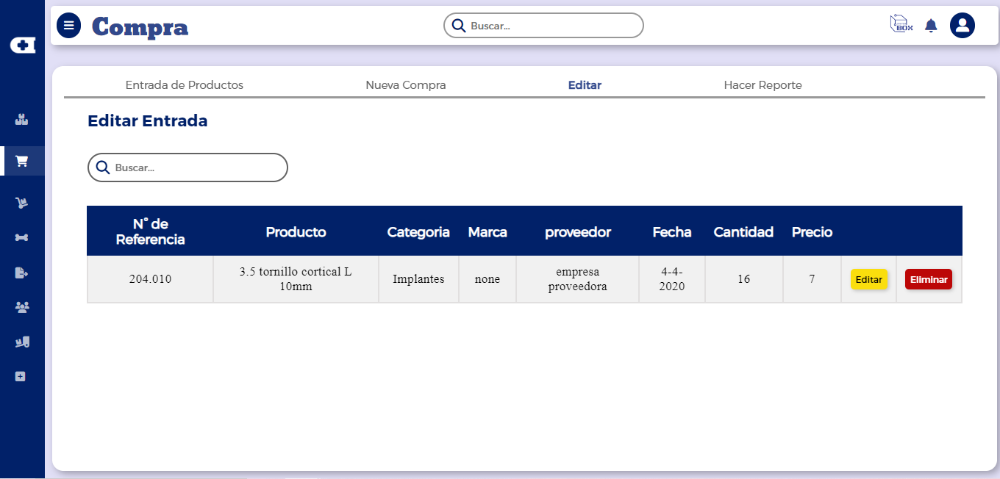 Compra
Buscar...
BOX
Entrada de Productos
Nueva Compra
Editar
Hacer Reporte
Editar Entrada
Buscar...
N° de
Referencia
Producto
Categoria
Marca
proveedor
Fecha
Cantidad
Precio
204.010
3.5 tornillo cortical L
10mm
Implantes
none
empresa
proveedora
4-4-
2020
16
7
Editar
Eliminar